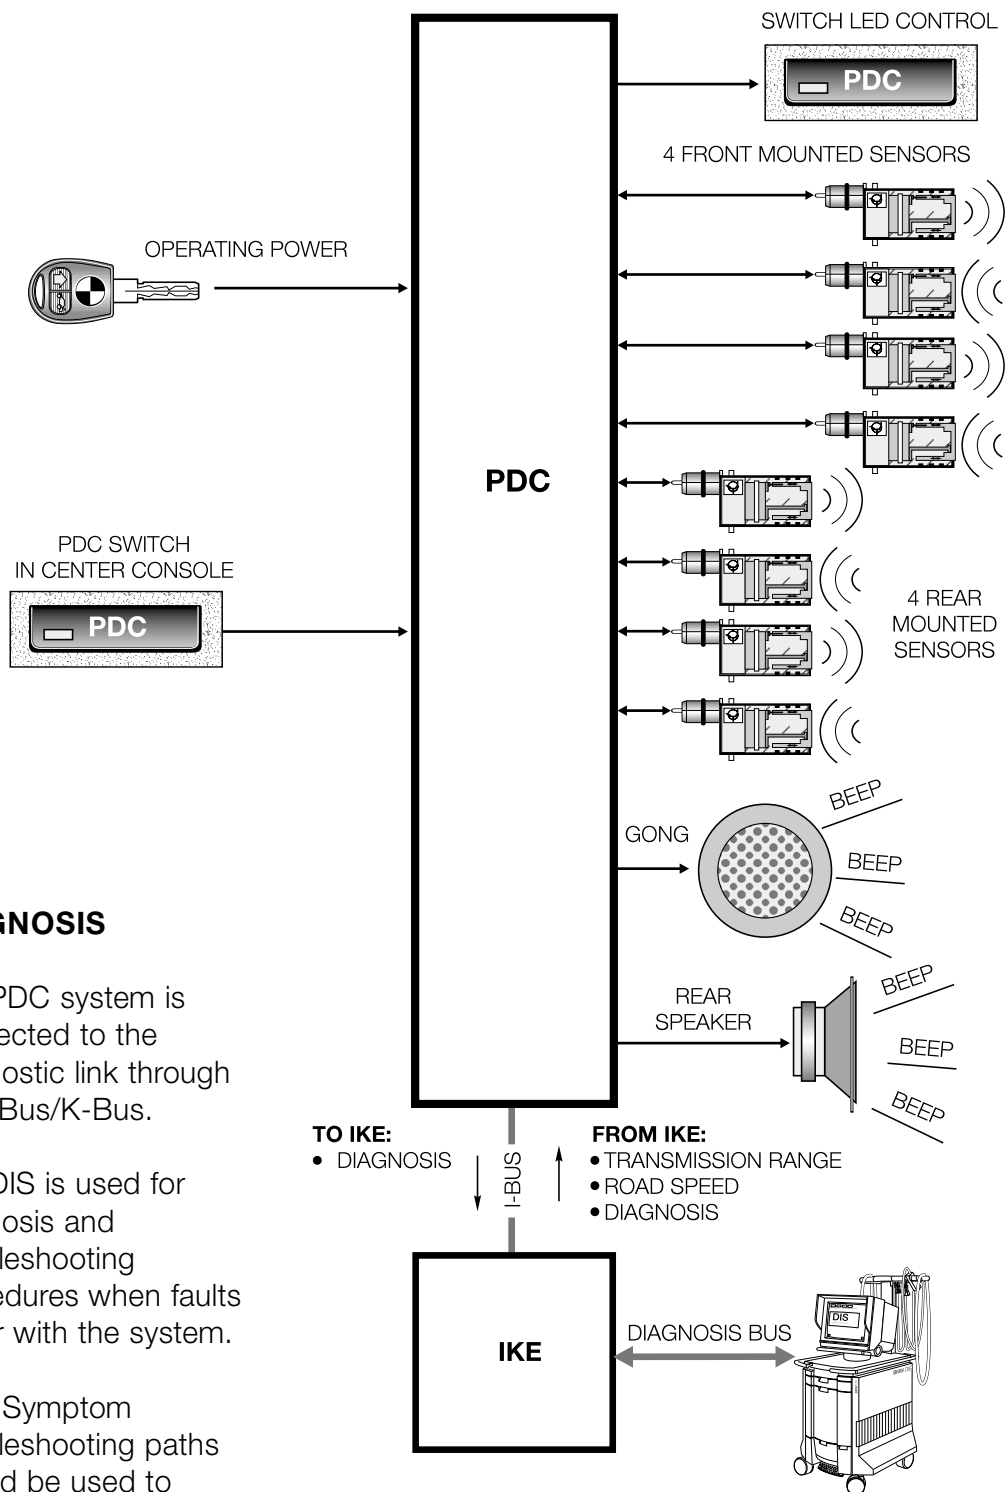 SWITCH LED CONTROL
PDC
4 FRONT MOUNTED SENSORS
OPERATING POWER
PDC
PDC SWITCH
IN CENTER CONSOLE
PDC
4 REAR
MOUNTED
SENSORS
GONG
BEEP
BEEP
BEEP
REAR
SPEAKER
BEEP
BEEP
BEEP
GNOSIS
PDC system is
ected to the
ostic link through
Bus/K-Bus.
DIS is used for
osis and
leshooting
edures when faults
r with the system.
Symptom
leshooting paths
d be used to
TO IKE:
• DIAGNOSIS
I-BUS
FROM IKE:
• TRANSMISSION RANGE
• ROAD SPEED
• DIAGNOSIS
IKE
DIAGNOSIS BUS
DIS